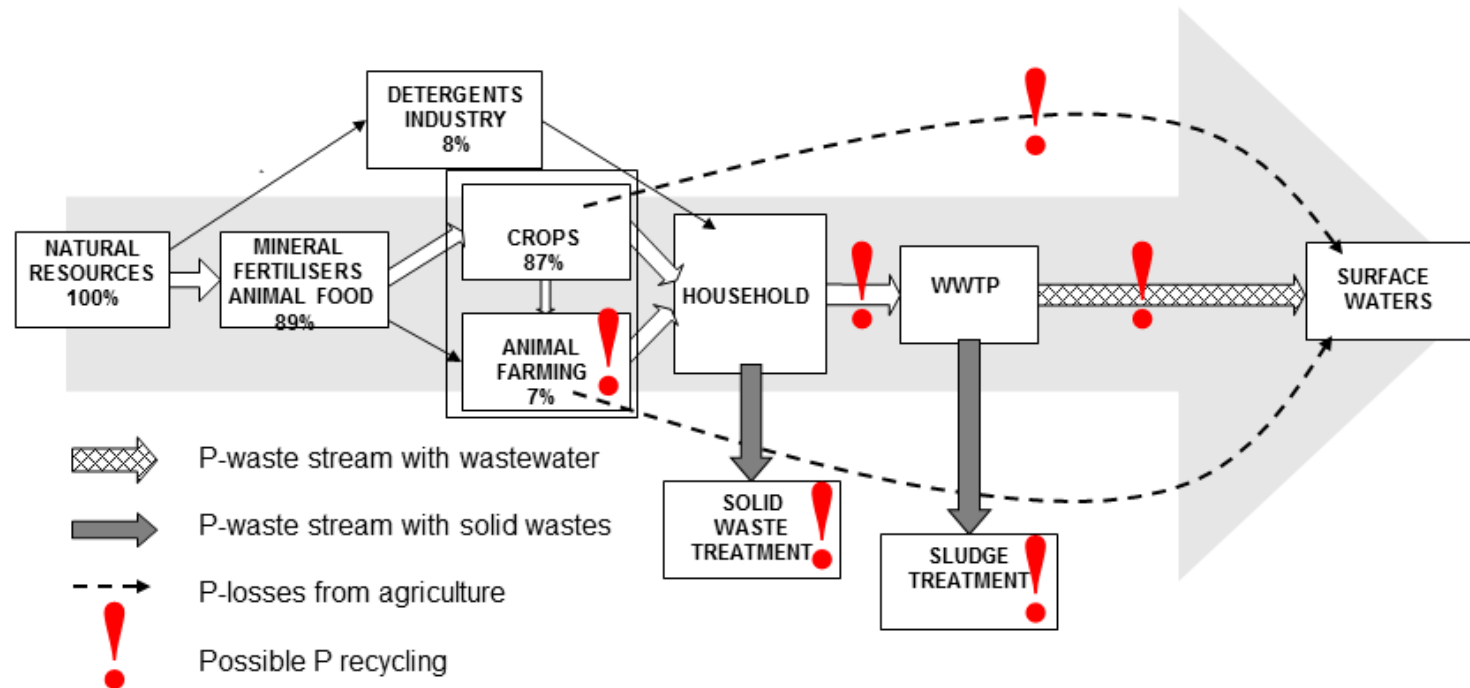 DETERGENTS
INDUSTRY
8%
NATURAL
RESOURCES
100%
MINERAL
FERTILISERS
ANIMAL FOOD
89%
CROPS
87%
ANIMAL
FARMING
7%
HOUSEHOLD
WWTP
SURFACE
WATERS
SOLID
WASTE
TREATMENT
SLUDGE
TREATMENT
P-waste stream with wastewater
P-waste stream with solid wastes
P-losses from agriculture
Possible P recycling